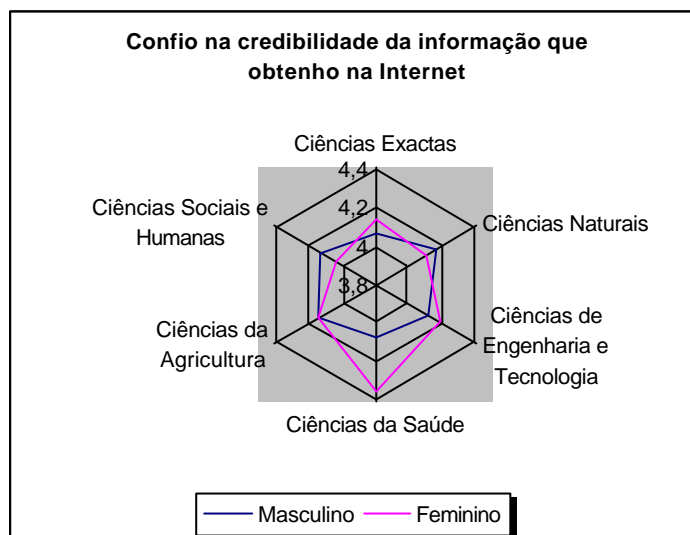 Confio na credibilidade da informação que
obtenho na Internet
Ciências Exactas
4,4
4,2
4
3,8
Ciências Naturais
Ciências de
Engenharia e
Tecnologia
Ciências da Saúde
Ciências da
Agricultura
Ciências Sociais e
Humanas
Masculino
Feminino